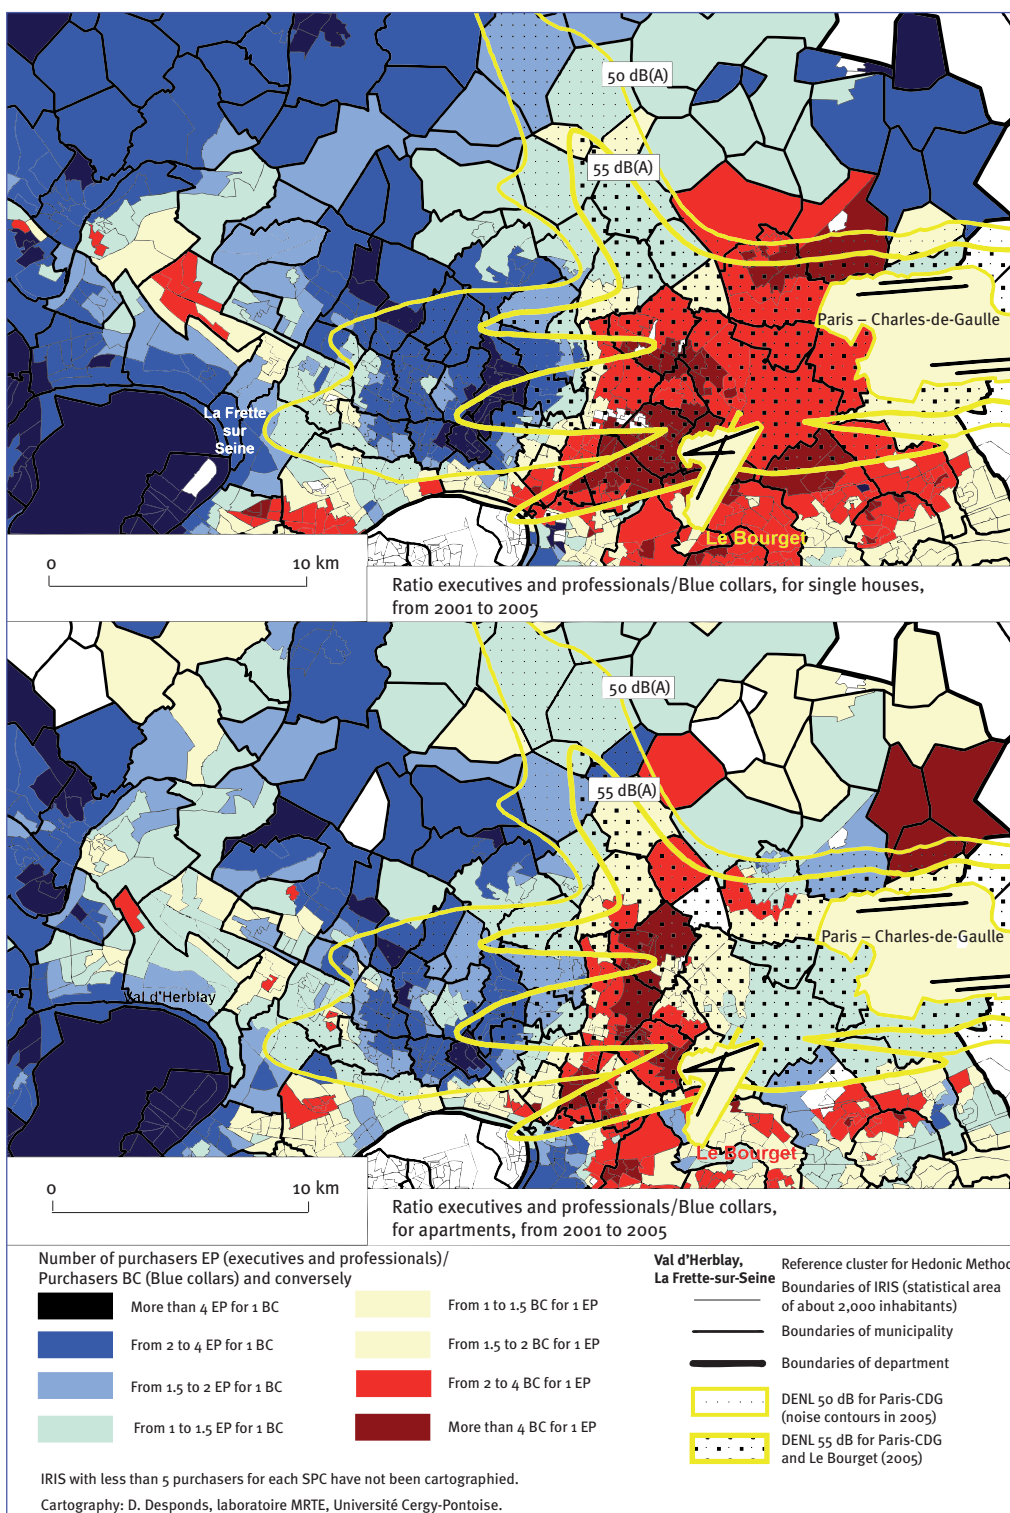 50 dB(A)
55 dB(A)
Paris – Charles-de-Gaulle
La Frette
sur
Seine
Le Bourget
0 10 km
Ratio executives and professionals/Blue collars, for single houses,
from 2001 to 2005
50 dB(A)
55 dB(A)
Paris – Charles-de-Gaulle
Val d'Herblay
Le Bourget
0 10 km
Ratio executives and professionals/Blue collars,
for apartments, from 2001 to 2005
Number of purchasers EP (executives and professionals)/
Purchasers BC (Blue collars) and conversely
More than 4 EP for 1 BC
From 2 to 4 EP for 1 BC
From 1.5 to 2 EP for 1 BC
From 1 to 1.5 EP for 1 BC
From 1 to 1.5 BC for 1 EP
From 1.5 to 2 BC for 1 EP
From 2 to 4 BC for 1 EP
More than 4 BC for 1 EP
Val d'Herblay,
La Frette-sur-Seine
Reference cluster for Hedonic Method
Boundaries of IRIS (statistical area
of about 2,000 inhabitants)
Boundaries of municipality
Boundaries of department
DENL 50 dB for Paris-CDG
(noise contours in 2005)
DENL 55 dB for Paris-CDG
and Le Bourget (2005)
IRIS with less than 5 purchasers for each SPC have not been cartographied.
Cartography: D. Desponds, laboratoire MRTE, Université Cergy-Pontoise.